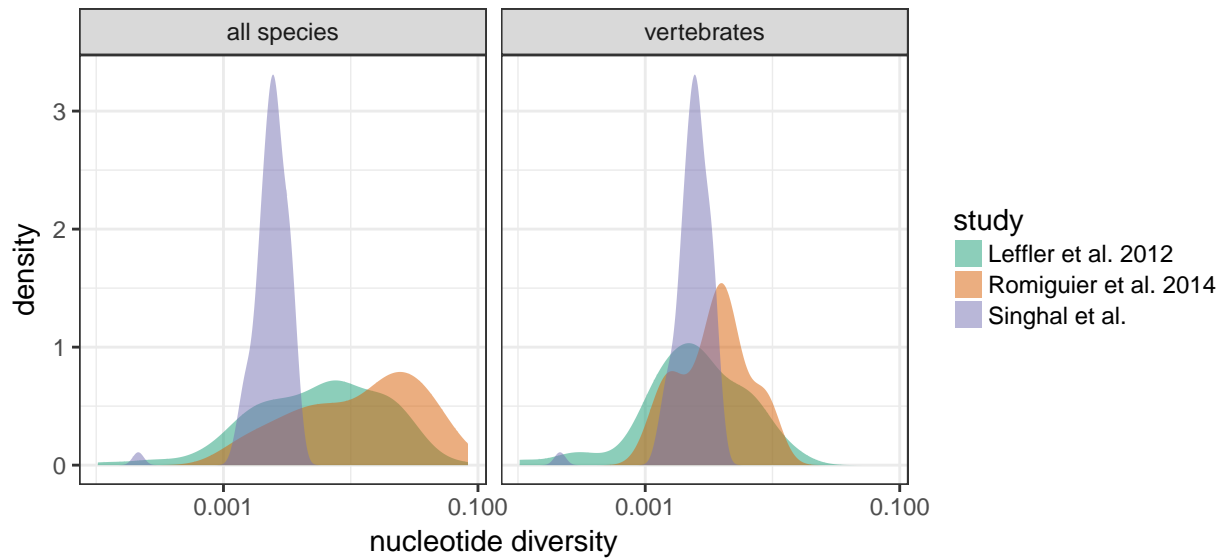 all species
vertebrates
3
2
1
0
density
0.001
0.100
0.001
0.100
nucleotide diversity
study
Leffler et al. 2012
Romiguier et al. 2014
Singhal et al.